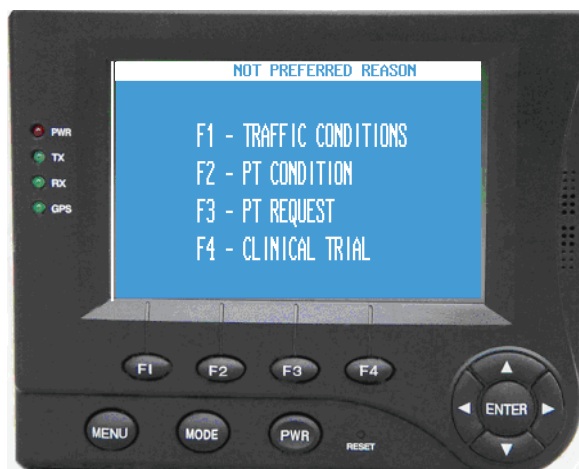 NOT PREFERRED REASON
F1 - TRAFFIC CONDITIONS
F2 - PT CONDITION
F3 - PT REQUEST
F4 - CLINICAL TRIAL
PWR
TX
RX
GPS
F1 F2 F3 F4
MENU MODE PWR RESET
ENTER